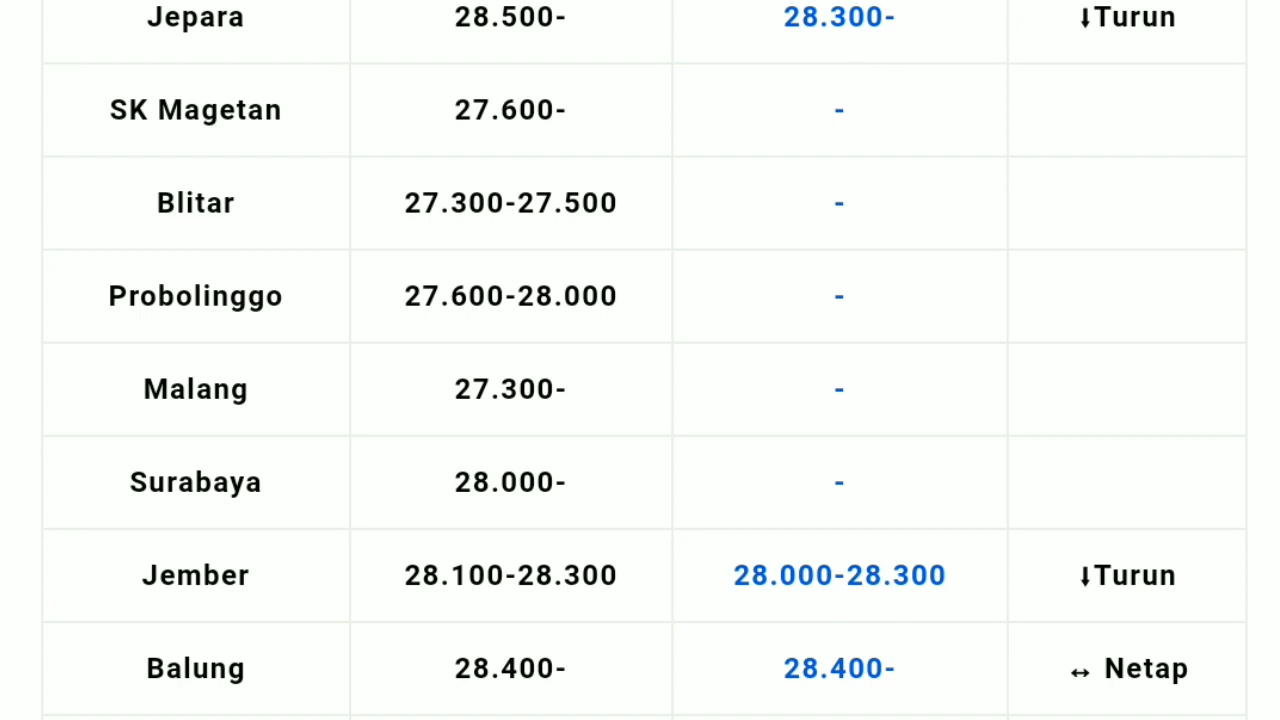 Jepara 28.500- 28.300- ⬇Turun
SK Magetan 27.600- -
Blitar 27.300-27.500 -
Probolinggo 27.600-28.000 -
Malang 27.300- -
Surabaya 28.000- -
Jember 28.100-28.300 28.000-28.300 ⬇Turun
Balung 28.400- 28.400- ↔ Netap